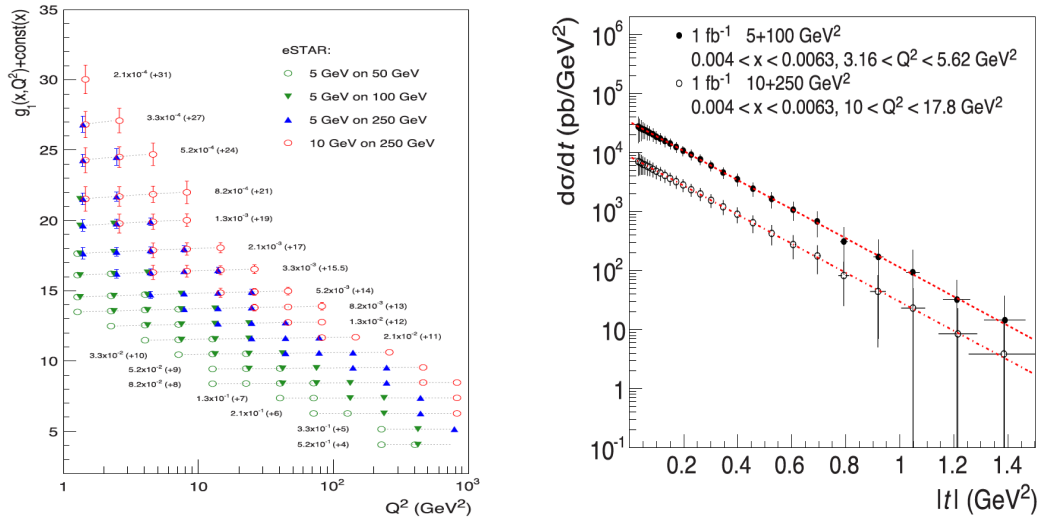 g₁(x,Q²)+const(x)
35
30
25
20
15
10
5
1
10
10²
10³
Q² (GeV²)
eSTAR:
5 GeV on 50 GeV
5 GeV on 100 GeV
5 GeV on 250 GeV
10 GeV on 250 GeV
2.1x10⁻⁴ (+31)
3.3x10⁻⁴ (+27)
5.2x10⁻⁴ (+24)
8.2x10⁻⁴ (+21)
1.3x10⁻³ (+19)
2.1x10⁻³ (+17)
3.3x10⁻³ (+15.5)
5.2x10⁻³ (+14)
8.2x10⁻³ (+13)
1.3x10⁻² (+12)
2.1x10⁻² (+11)
3.3x10⁻² (+10)
5.2x10⁻² (+9)
8.2x10⁻² (+8)
1.3x10⁻¹ (+7)
2.1x10⁻¹ (+6)
3.3x10⁻¹ (+5)
5.2x10⁻¹ (+4)
dσ/dt (pb/GeV²)
10⁶
10⁵
10⁴
10³
10²
10
1
10⁻¹
1 fb⁻¹ 5+100 GeV²
0.004 < x < 0.0063, 3.16 < Q² < 5.62 GeV²
1 fb⁻¹ 10+250 GeV²
0.004 < x < 0.0063, 10 < Q² < 17.8 GeV²
0.2
0.4
0.6
0.8
1
1.2
1.4
|t| (GeV²)